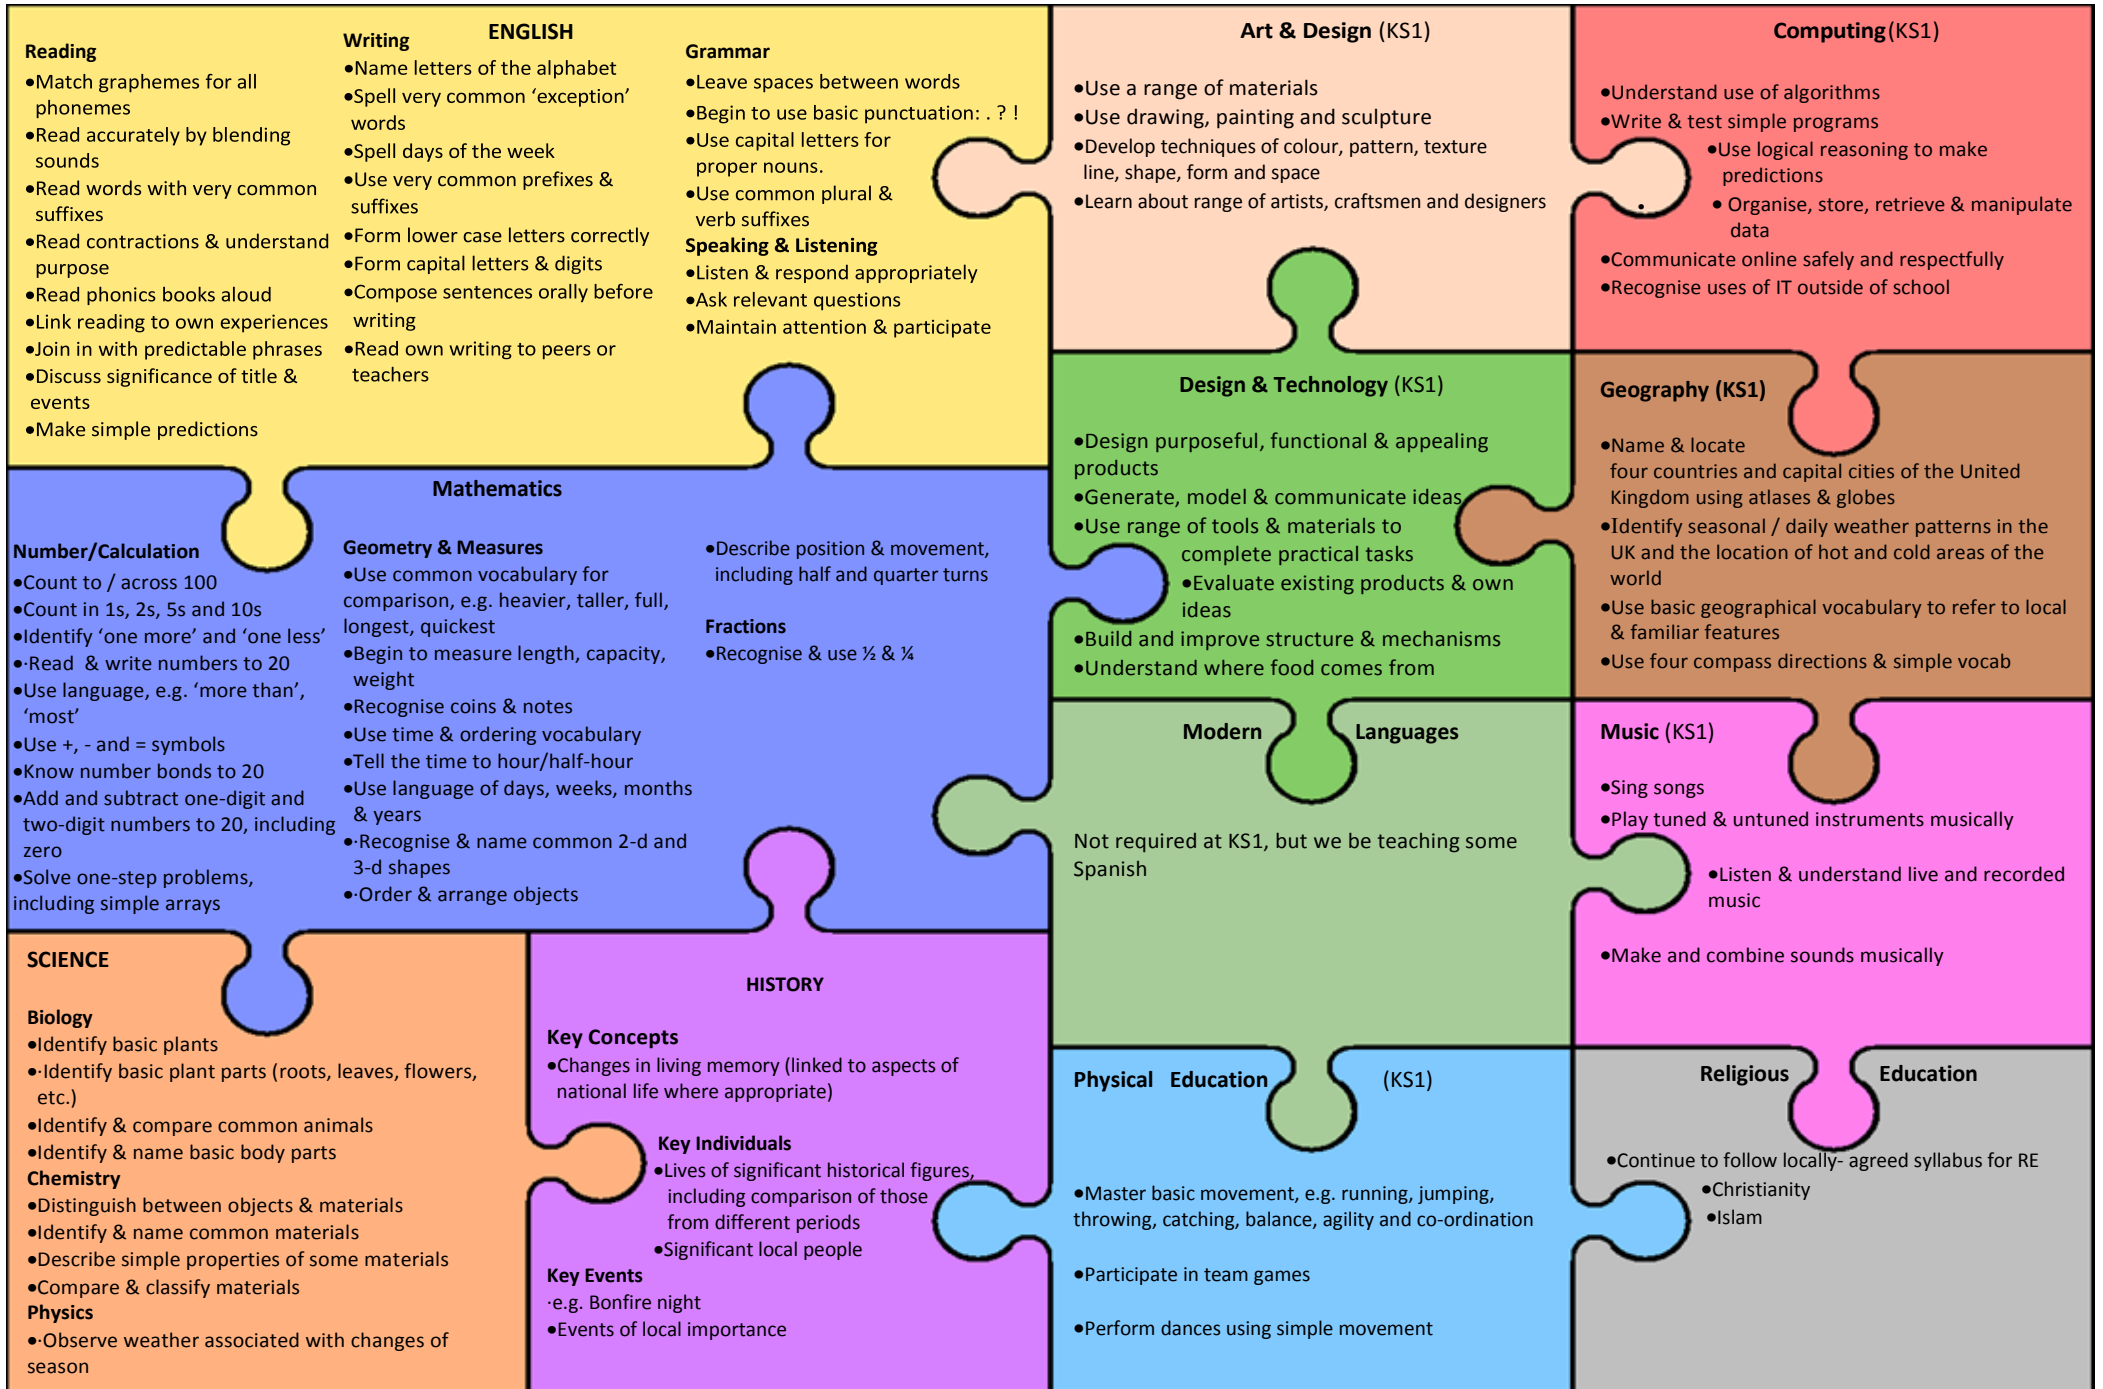 ENGLISH
Reading
•Match graphemes for all
phonemes
•Read accurately by blending
sounds
•Read words with very common
suffixes
•Read contractions & understand
purpose
•Read phonics books aloud
•Link reading to own experiences
•Join in with predictable phrases
•Discuss significance of title &
events
•Make simple predictions
Writing
•Name letters of the alphabet
•Spell very common ‘exception’
words
•Spell days of the week
•Use very common prefixes &
suffixes
•Form lower case letters correctly
•Form capital letters & digits
•Compose sentences orally before
writing
•Read own writing to peers or
teachers
Grammar
•Leave spaces between words
•Begin to use basic punctuation: . ? !
•Use capital letters for
proper nouns.
•Use common plural &
verb suffixes
Speaking & Listening
•Listen & respond appropriately
•Ask relevant questions
•Maintain attention & participate
Art & Design (KS1)
•Use a range of materials
•Use drawing, painting and sculpture
•Develop techniques of colour, pattern, texture
line, shape, form and space
•Learn about range of artists, craftsmen and designers
Computing(KS1)
•Understand use of algorithms
•Write & test simple programs
•Use logical reasoning to make
predictions
• Organise, store, retrieve & manipulate
data
•Communicate online safely and respectfully
•Recognise uses of IT outside of school
Mathematics
Number/Calculation
•Count to / across 100
•Count in 1s, 2s, 5s and 10s
•Identify ‘one more’ and ‘one less’
•·Read & write numbers to 20
•Use language, e.g. ‘more than’,
‘most’
•Use +, - and = symbols
•Know number bonds to 20
•Add and subtract one-digit and
two-digit numbers to 20, including
zero
•Solve one-step problems,
including simple arrays
Geometry & Measures
•Use common vocabulary for
comparison, e.g. heavier, taller, full,
longest, quickest
•Begin to measure length, capacity,
weight
•Recognise coins & notes
•Use time & ordering vocabulary
•Tell the time to hour/half-hour
•Use language of days, weeks, months
& years
•·Recognise & name common 2-d and
3-d shapes
•·Order & arrange objects
•Describe position & movement,
including half and quarter turns
Fractions
•Recognise & use ½ & ¼
Design & Technology (KS1)
•Design purposeful, functional & appealing
products
•Generate, model & communicate ideas
•Use range of tools & materials to
complete practical tasks
•Evaluate existing products & own
ideas
•Build and improve structure & mechanisms
•Understand where food comes from
Geography (KS1)
•Name & locate
four countries and capital cities of the United
Kingdom using atlases & globes
•Identify seasonal / daily weather patterns in the
UK and the location of hot and cold areas of the
world
•Use basic geographical vocabulary to refer to local
& familiar features
•Use four compass directions & simple vocab
Modern Languages
Not required at KS1, but we be teaching some
Spanish
Music (KS1)
•Sing songs
•Play tuned & untuned instruments musically
•Listen & understand live and recorded
music
•Make and combine sounds musically
SCIENCE
Biology
•Identify basic plants
•·Identify basic plant parts (roots, leaves, flowers,
etc.)
•Identify & compare common animals
•Identify & name basic body parts
Chemistry
•Distinguish between objects & materials
•Identify & name common materials
•Describe simple properties of some materials
•Compare & classify materials
Physics
•·Observe weather associated with changes of
season
HISTORY
Key Concepts
•Changes in living memory (linked to aspects of
national life where appropriate)
Key Individuals
•Lives of significant historical figures,
including comparison of those
from different periods
•Significant local people
Key Events
·e.g. Bonfire night
•Events of local importance
Physical Education (KS1)
•Master basic movement, e.g. running, jumping,
throwing, catching, balance, agility and co-ordination
•Participate in team games
•Perform dances using simple movement
Religious Education
•Continue to follow locally- agreed syllabus for RE
•Christianity
•Islam